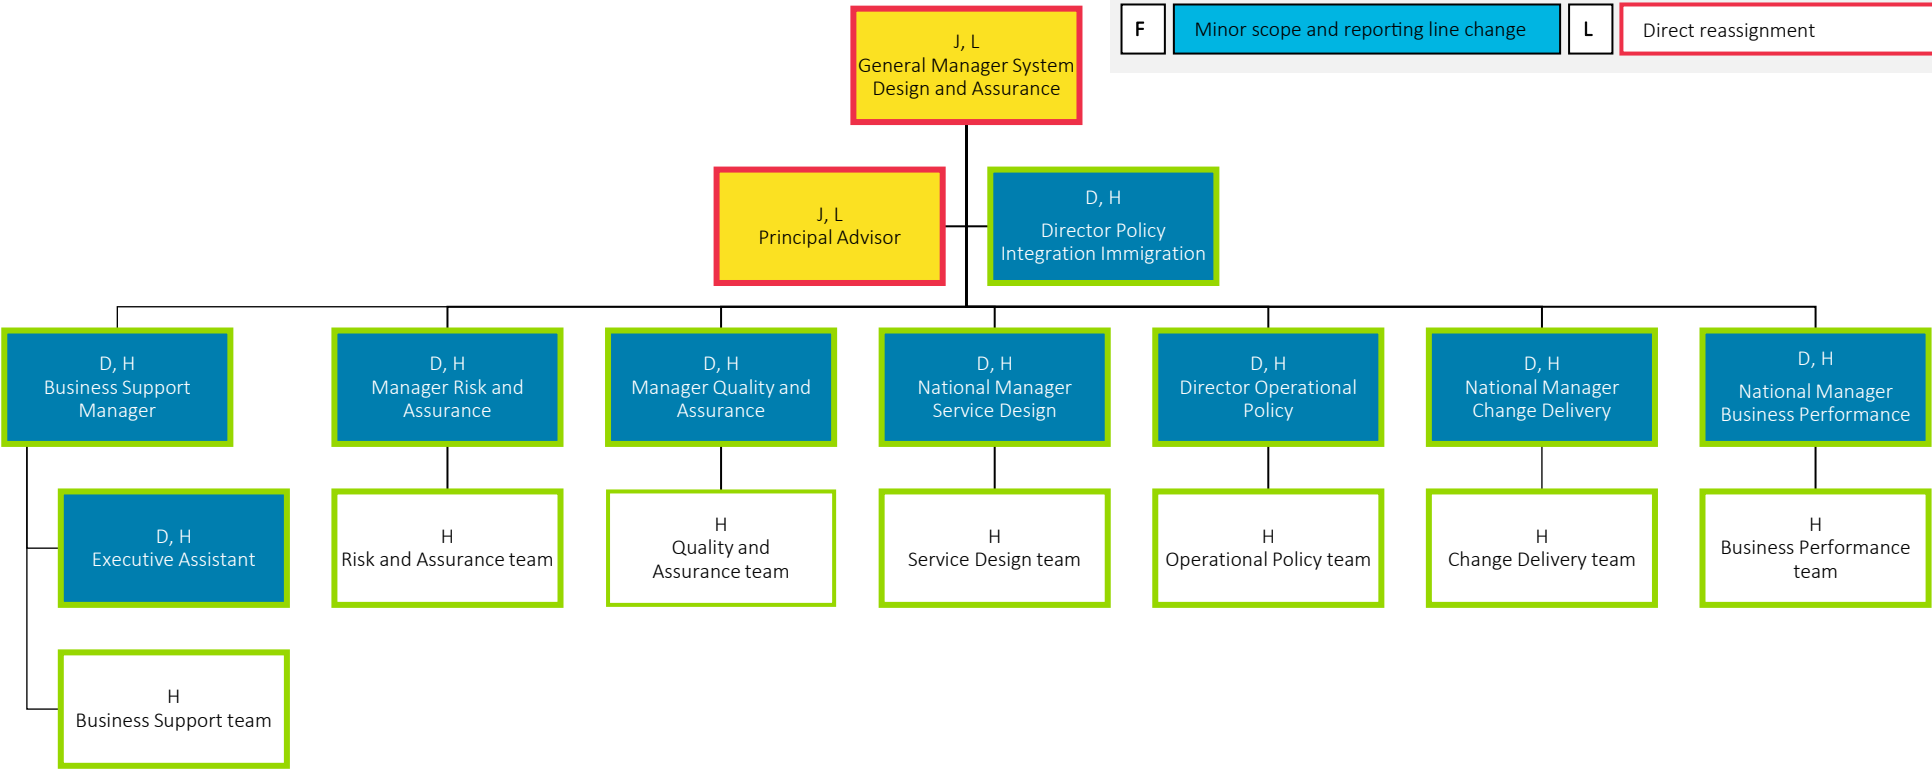 F
Minor scope and reporting line change
L
Direct reassignment
J, L
General Manager System
Design and Assurance
J, L
Principal Advisor
D, H
Director Policy
Integration Immigration
D, H
Business Support
Manager
D, H
Manager Risk and
Assurance
D, H
Manager Quality and
Assurance
D, H
National Manager
Service Design
D, H
Director Operational
Policy
D, H
National Manager
Change Delivery
D, H
National Manager
Business Performance
D, H
Executive Assistant
H
Risk and Assurance team
H
Quality and
Assurance team
H
Service Design team
H
Operational Policy team
H
Change Delivery team
H
Business Performance
team
H
Business Support team